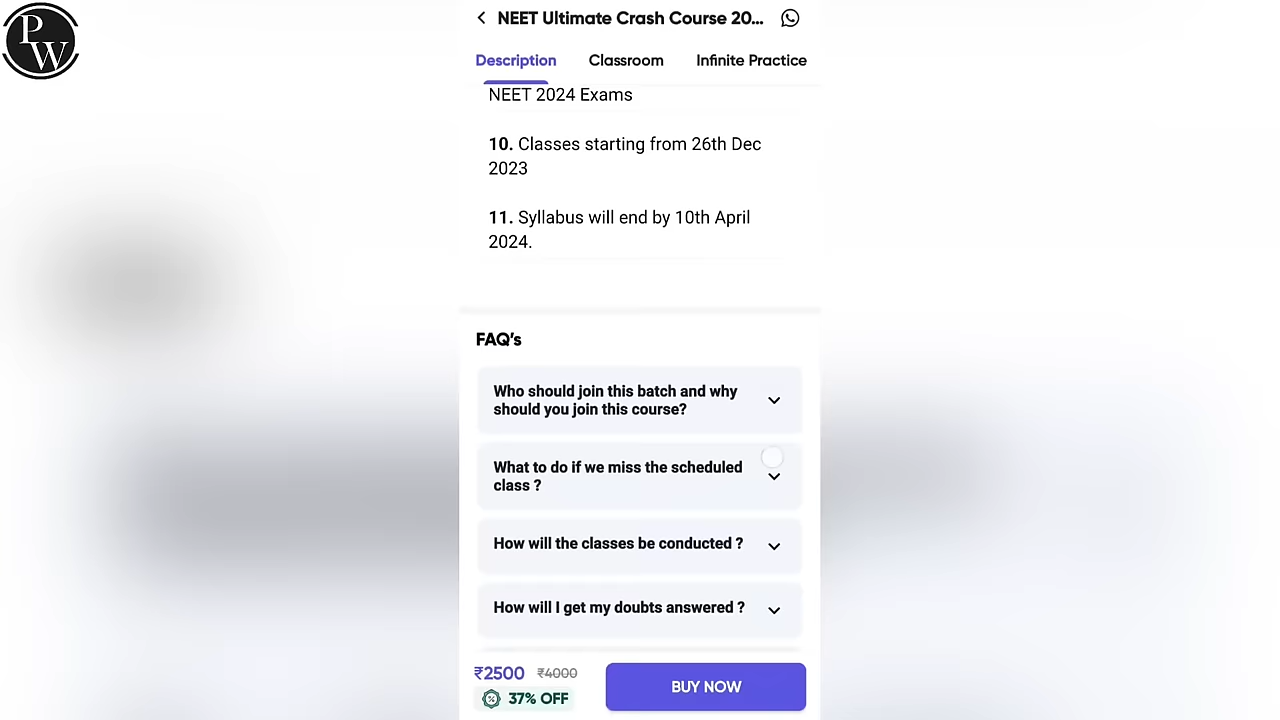 PW
NEET Ultimate Crash Course 20...
Description
Classroom
Infinite Practice
NEET 2024 Exams
10. Classes starting from 26th Dec
2023
11. Syllabus will end by 10th April
2024.
FAQ's
Who should join this batch and why
should you join this course?
What to do if we miss the scheduled
class ?
How will the classes be conducted ?
How will I get my doubts answered ?
₹2500 ₹4000
37% OFF
BUY NOW